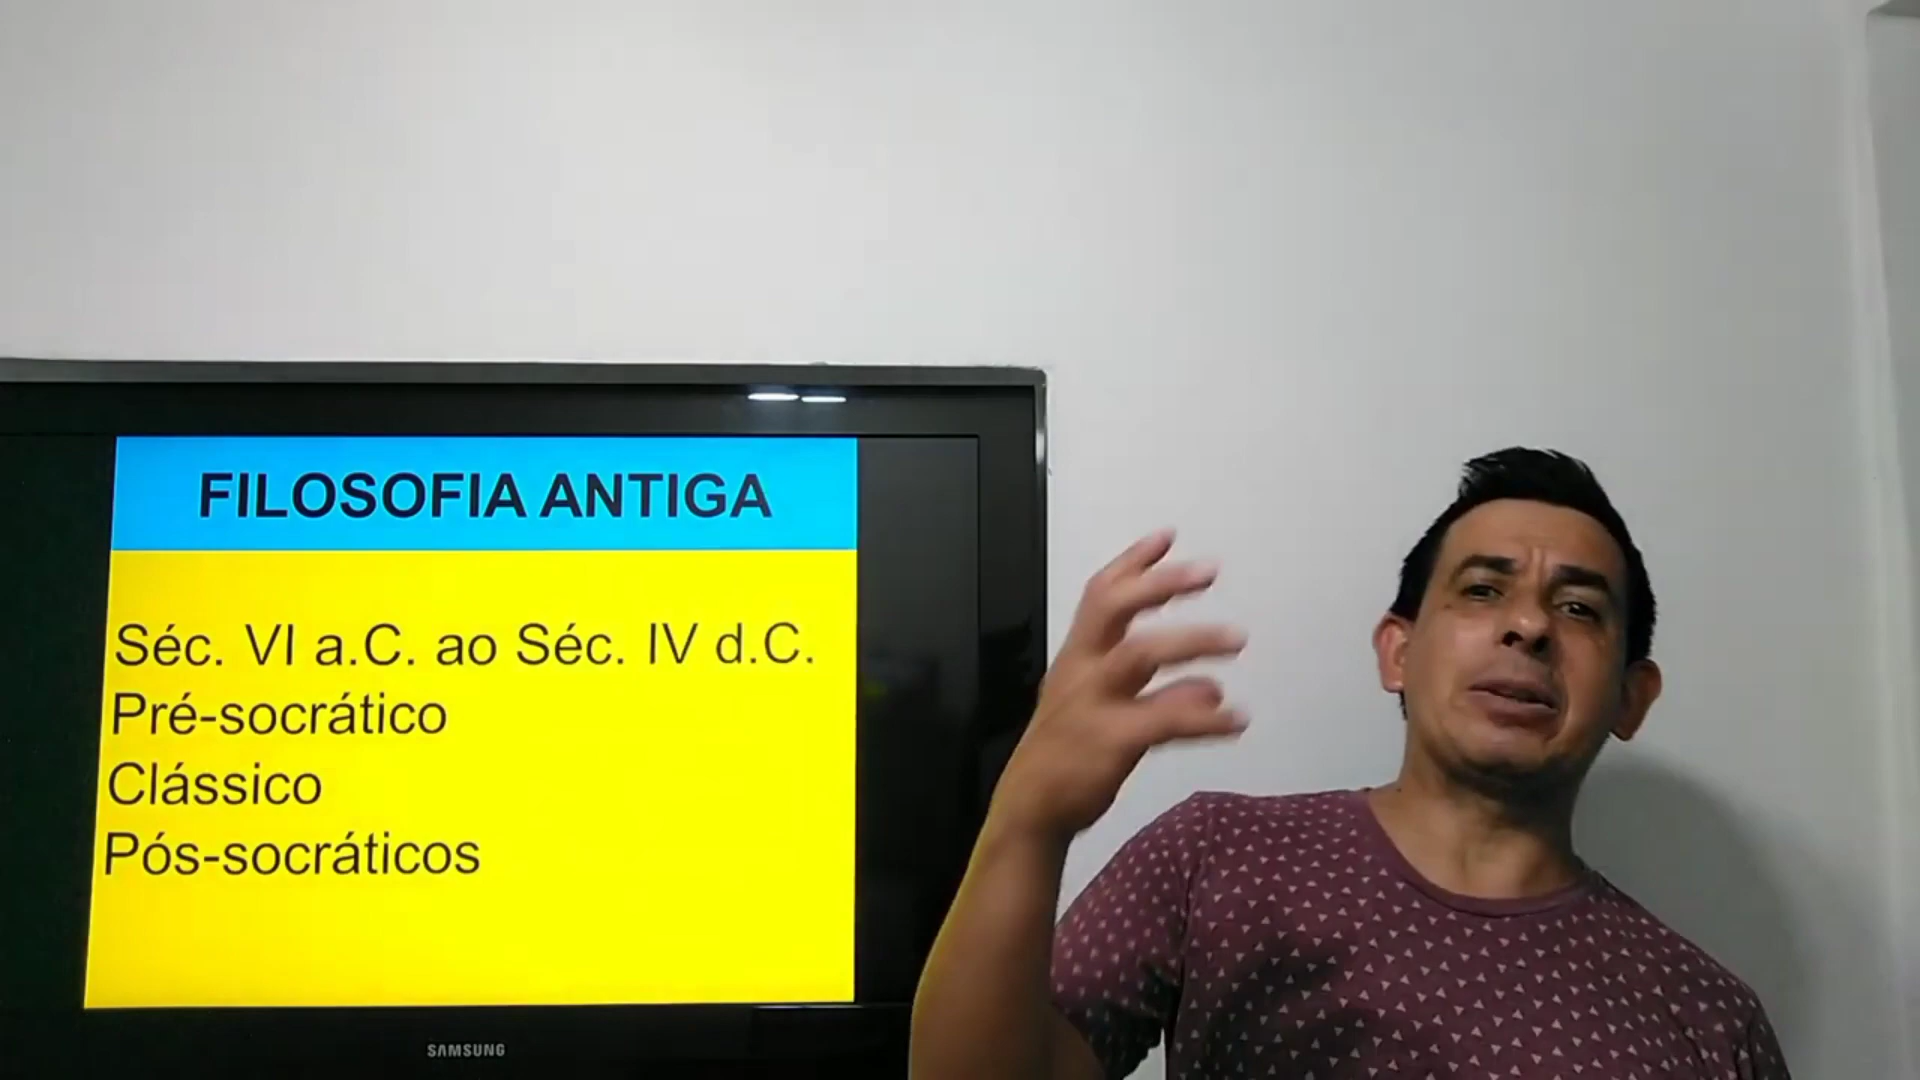 FILOSOFIA ANTIGA
Séc. VI a.C. ao Séc. IV d.C.
Pré-socrático
Clássico
Pós-socráticos
SAMSUNG